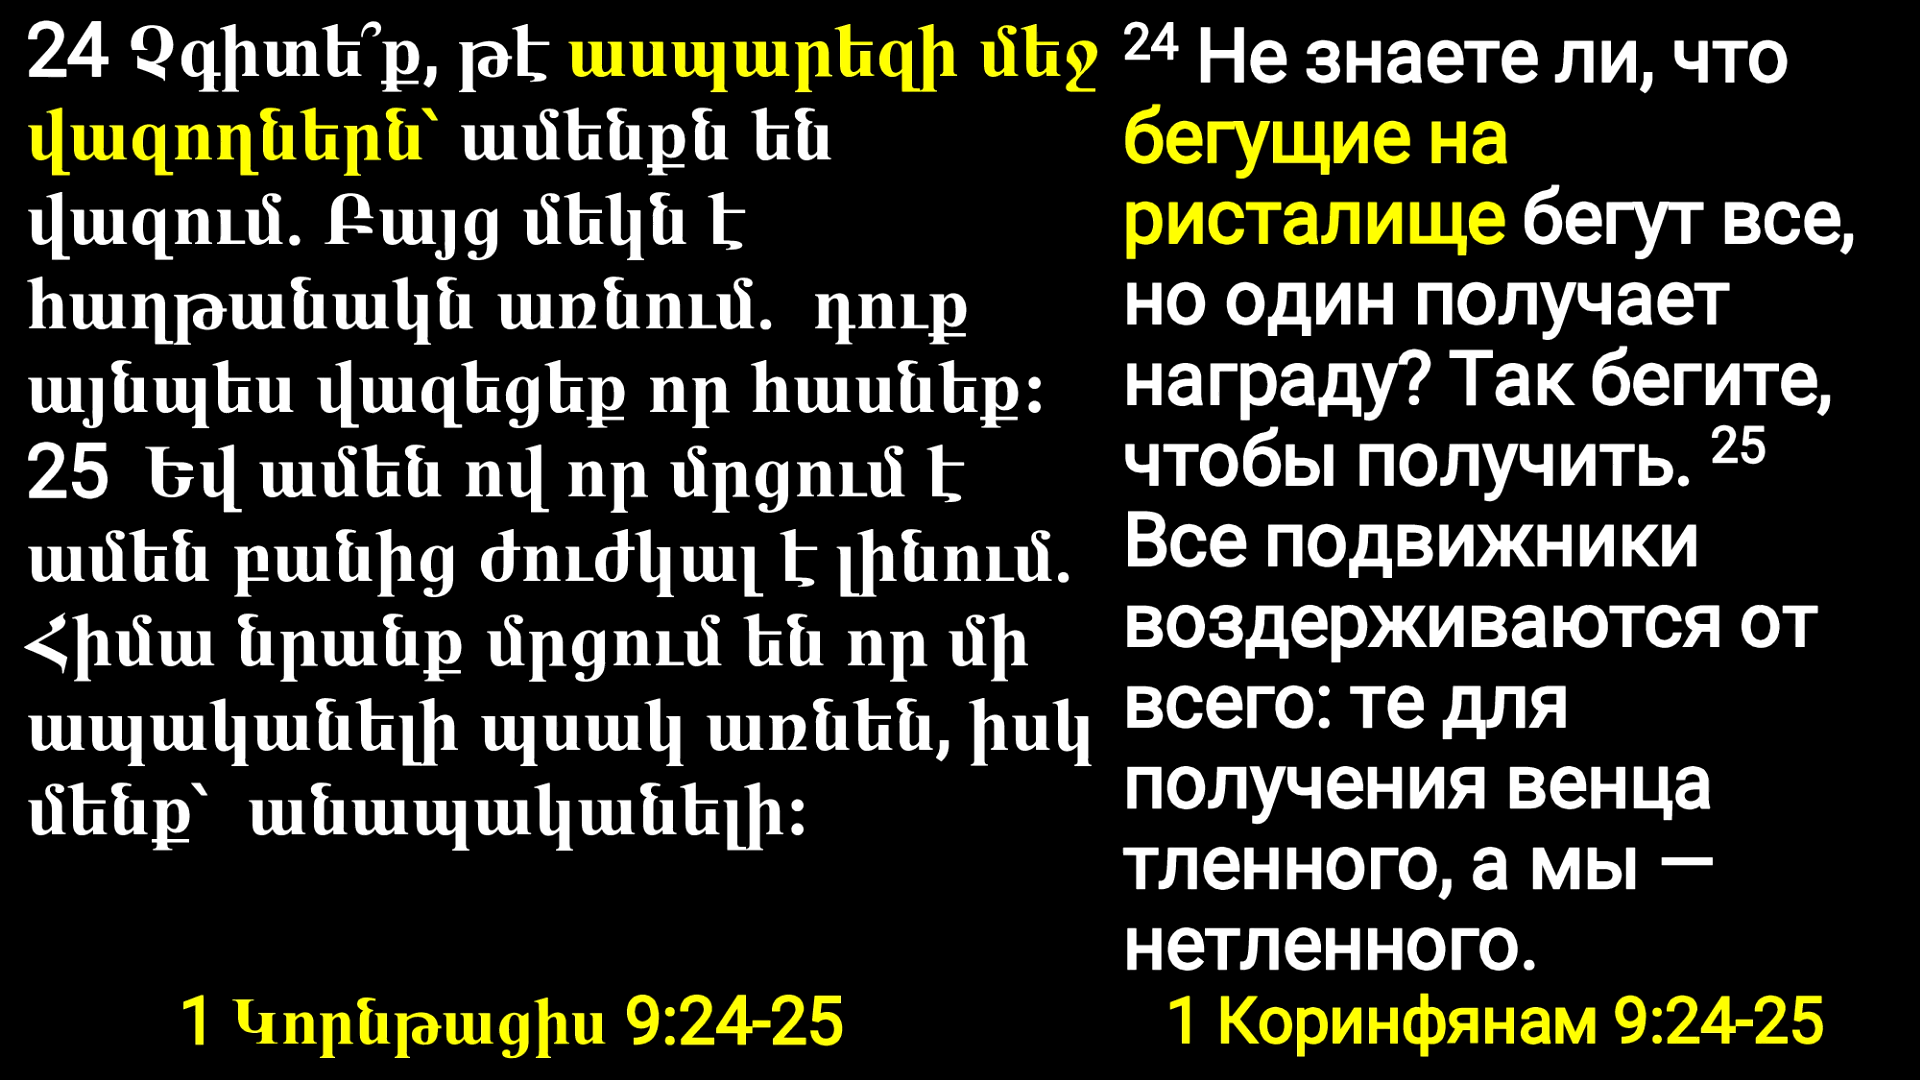 24 Չգիտե՞ք, թէ ասպարեզի մեջ
վազողներն՝ ամենքն են
վազում. Բայց մեկն է
հաղթանակն առնում.  դուք
այնպես վազեցեք որ հասնեք:
25  Եվ ամեն ով որ մրցում է
ամեն բանից ժուժկալ է լինում.
Հիմա նրանք մրցում են որ մի
ապականելի պսակ առնեն, իսկ
մենք՝  անապականելի:
1 Կորնթացիս 9:24-25
24 Не знаете ли, что
бегущие на
ристалище бегут все,
но один получает
награду? Так бегите,
чтобы получить. 25
Все подвижники
воздерживаются от
всего: те для
получения венца
тленного, а мы —
нетленного.
1 Коринфянам 9:24-25